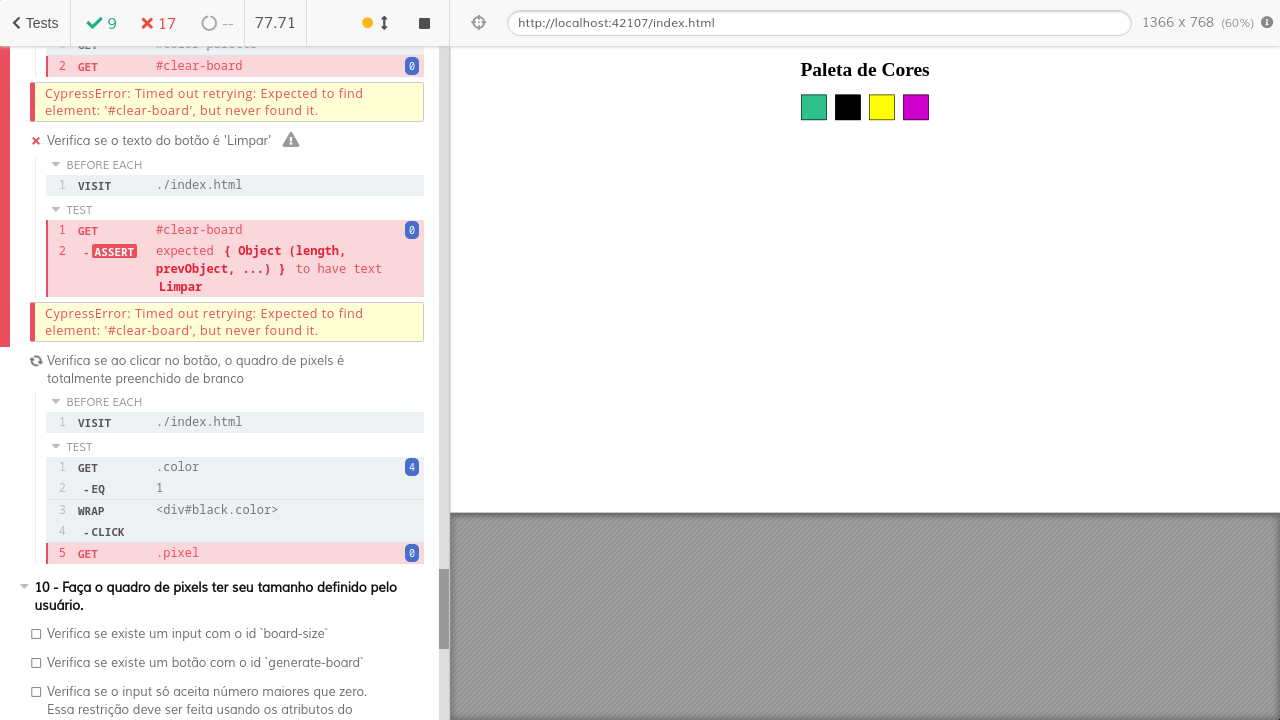 Tests
9
17
--
77.71
http://localhost:42107/index.html
1366 x 768 (60%)
2 GET #clear-board 0
CypressError: Timed out retrying: Expected to find
element: '#clear-board', but never found it.
Verifica se o texto do botão é 'Limpar'
BEFORE EACH
1 VISIT ./index.html
TEST
1 GET #clear-board 0
2 - ASSERT expected { Object (length,
prevObject, ...) } to have text
Limpar
CypressError: Timed out retrying: Expected to find
element: '#clear-board', but never found it.
Verifica se ao clicar no botão, o quadro de pixels é
totalmente preenchido de branco
BEFORE EACH
1 VISIT ./index.html
TEST
1 GET .color 4
2 - EQ 1
3 WRAP <div#black.color>
4 - CLICK
5 GET .pixel 0
10 - Faça o quadro de pixels ter seu tamanho definido pelo
usuário.
Verifica se existe um input com o id `board-size`
Verifica se existe um botão com o id `generate-board`
Verifica se o input só aceita número maiores que zero.
Essa restrição deve ser feita usando os atributos do
Paleta de Cores